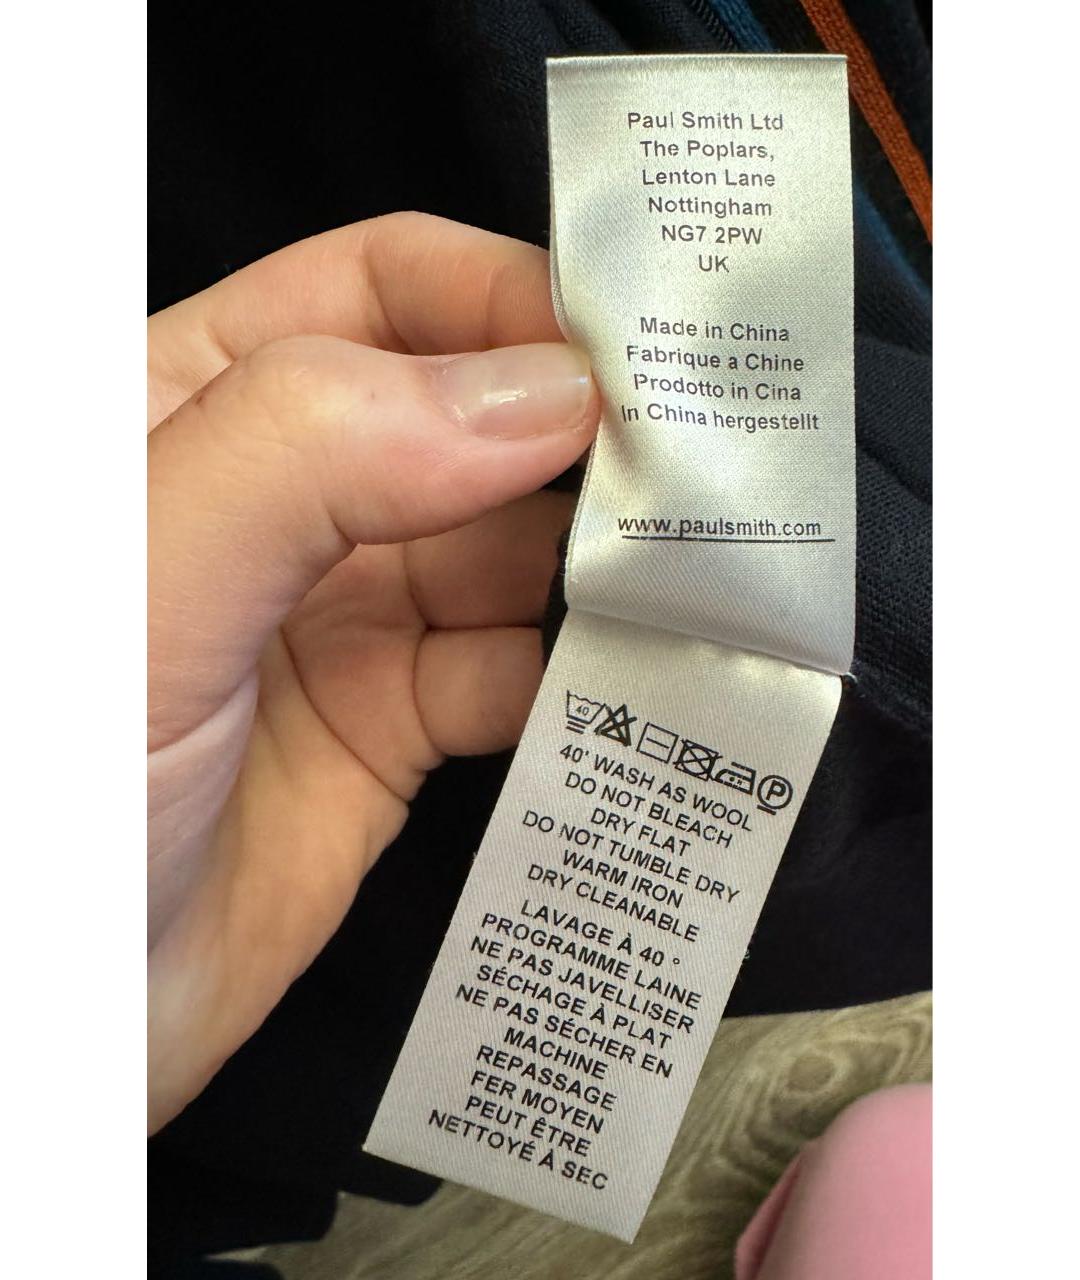 Paul Smith Ltd
The Poplars,
Lenton Lane
Nottingham
NG7 2PW
UK
Made in China
Fabrique a Chine
Prodotto in Cina
In China hergestellt
www.paulsmith.com
40 P
40' WASH AS WOOL
DO NOT BLEACH
DRY FLAT
DO NOT TUMBLE DRY
WARM IRON
DRY CLEANABLE
LAVAGE À 40 °
PROGRAMME LAINE
NE PAS JAVELLISER
SÉCHAGE À PLAT
NE PAS SÉCHER EN
MACHINE
REPASSAGE
FER MOYEN
PEUT ÊTRE
NETTOYÉ À SEC